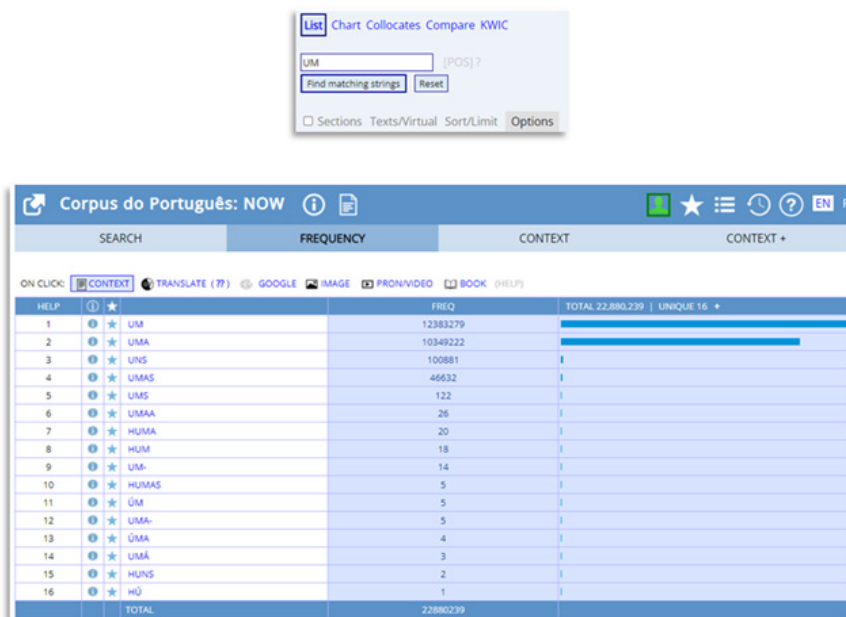 List Chart Collocates Compare KWIC
UM [POS] ?
Find matching strings Reset
Sections Texts/Virtual Sort/Limit Options
Corpus do Português: NOW EN
SEARCH FREQUENCY CONTEXT CONTEXT +
ON CLICK: CONTEXT TRANSLATE (??) GOOGLE IMAGE PRON/VIDEO BOOK (HELP)
HELP FREQ TOTAL 22,880,239 | UNIQUE 16 +
1 UM 12383279
2 UMA 10349222
3 UNS 100881
4 UMAS 46632
5 UMS 122
6 UMAA 26
7 HUMA 20
8 HUM 18
9 UM- 14
10 HUMAS 5
11 ÚM 5
12 UMA- 5
13 ÚMA 4
14 3
15 HUNS 2
16 1
TOTAL 22880239